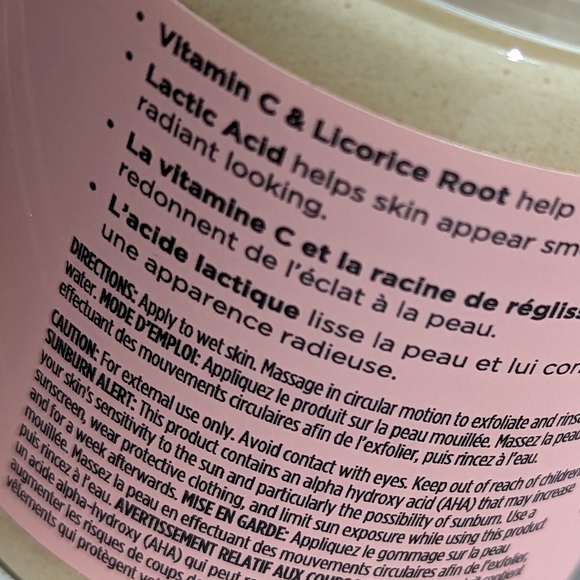 • Vitamin C & Licorice Root help
• Lactic Acid helps skin appear
radiant looking.
• La vitamine C et la racine de
redonnent de l'éclat à la peau.
• L'acide lactique lisse la peau et lui
une apparence radieuse.
DIRECTIONS: Apply to wet skin. Massage in circular motion to exfoliate and
water. MODE D'EMPLOI: Appliquez le produit sur la peau mouillée. Massez la
effectuant des mouvements circulaires afin de l'exfolier, puis rincez à l'eau.
CAUTION: For external use only. Avoid contact with eyes. Keep out of reach of
SUNBURN ALERT: This product contains an alpha hydroxy acid (AHA) that may increase
your skin's sensitivity to the sun and particularly the possibility of sunburn. Use a
sunscreen, wear protective clothing, and limit sun exposure while using this product
and for a week afterwards. MISE EN GARDE: Appliquez le gommage sur la peau
mouillée. Massez la peau en effectuant des mouvements circulaires afin de l'exfolier,
puis rincez à l'eau. AVERTISSEMENT RELATIF AUX
un acide alpha-hydroxy (AHA) qui peut
augmenter les risques de coups de
vêtements qui protègent